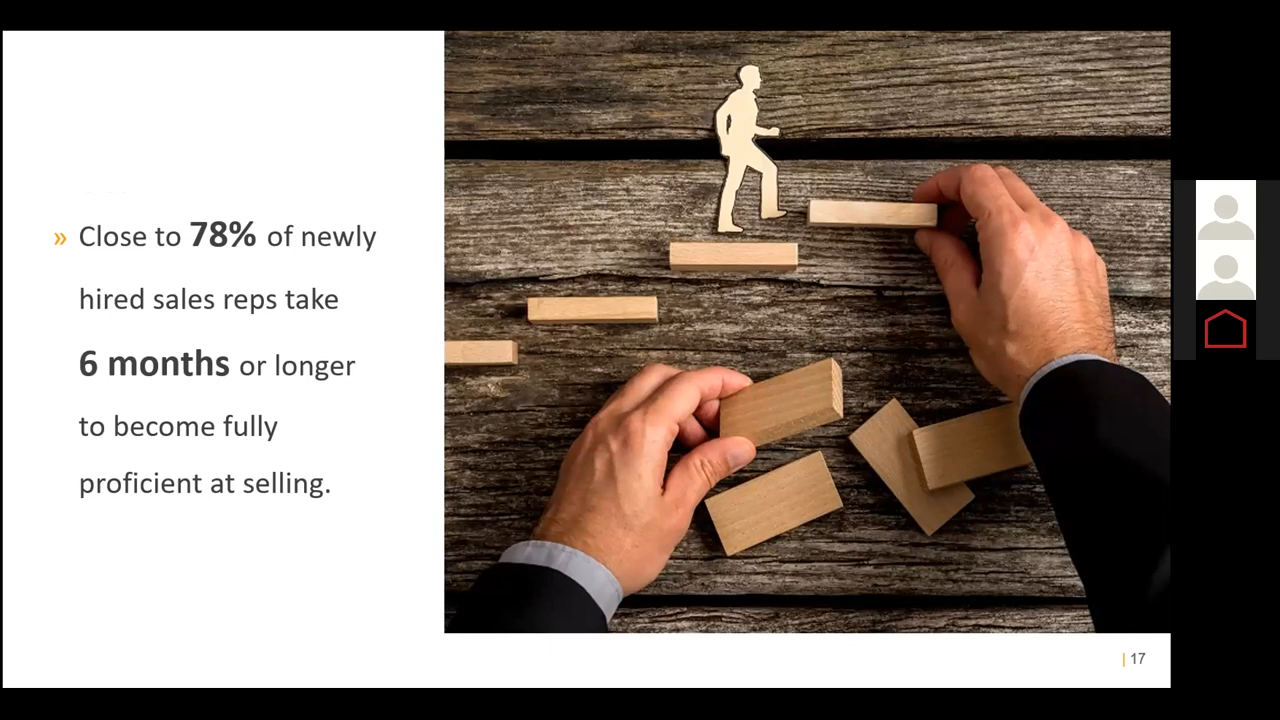 » Close to 78% of newly
hired sales reps take
6 months or longer
to become fully
proficient at selling.
| 17